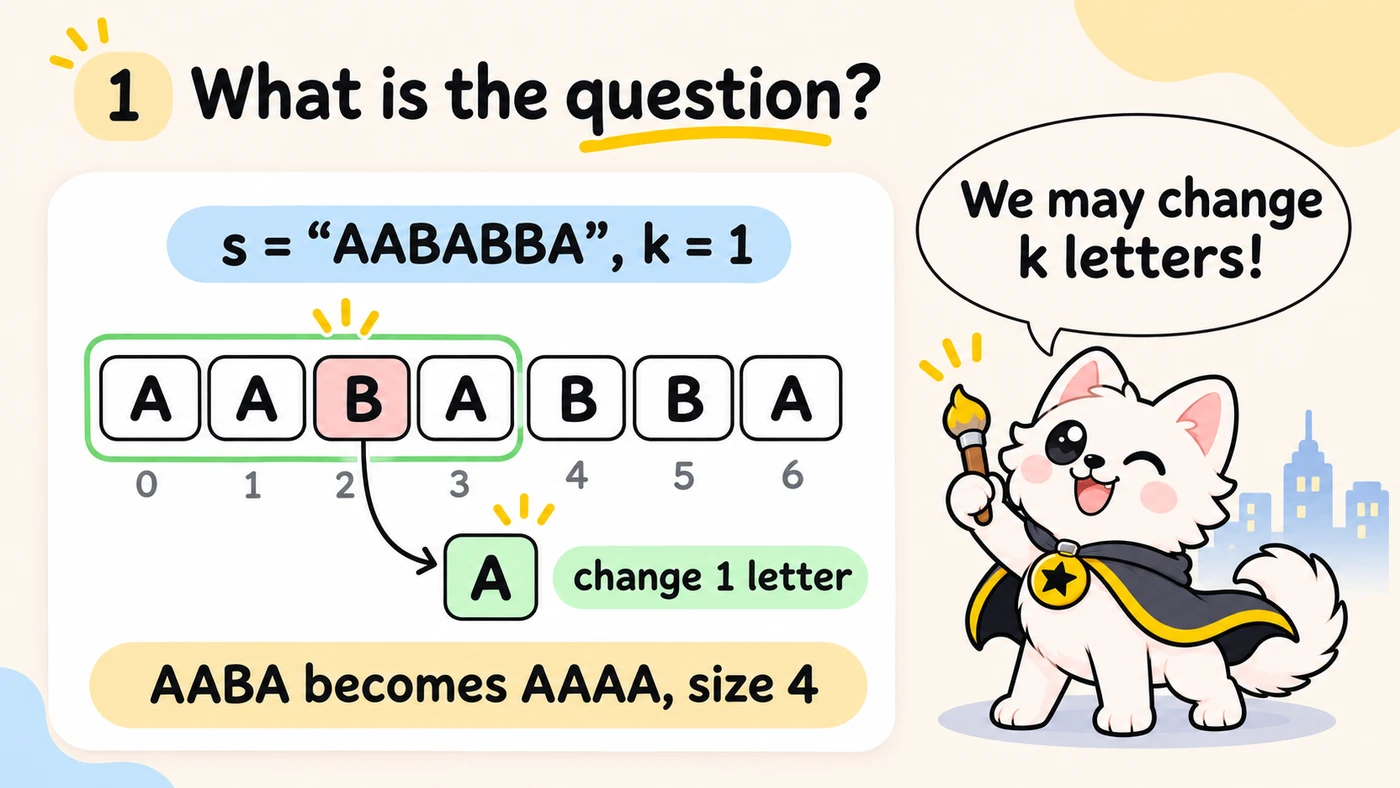 1 What is the question?
We may change
k letters!
s = “AABABBA”, k = 1
A A B A B B A
0 1 2 3 4 5 6
A change 1 letter
AABA becomes AAAA, size 4